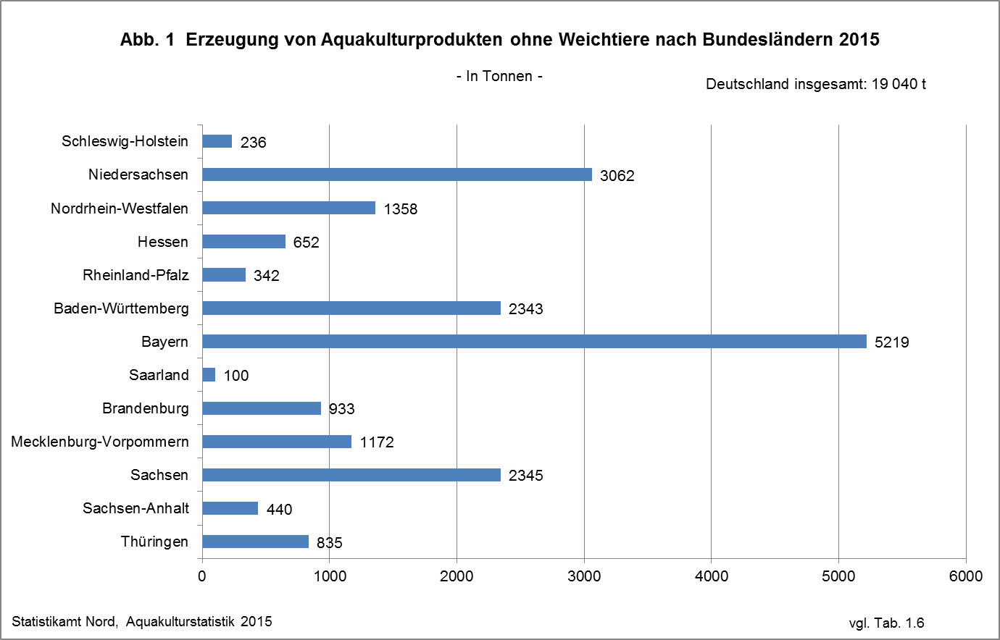 Abb. 1  Erzeugung von Aquakulturprodukten ohne Weichtiere nach Bundesländern 2015
- In Tonnen -
Deutschland insgesamt: 19 040 t
Schleswig-Holstein 236
Niedersachsen 3062
Nordrhein-Westfalen 1358
Hessen 652
Rheinland-Pfalz 342
Baden-Württemberg 2343
Bayern 5219
Saarland 100
Brandenburg 933
Mecklenburg-Vorpommern 1172
Sachsen 2345
Sachsen-Anhalt 440
Thüringen 835
0 1000 2000 3000 4000 5000 6000
Statistikamt Nord,  Aquakulturstatistik 2015
vgl. Tab. 1.6